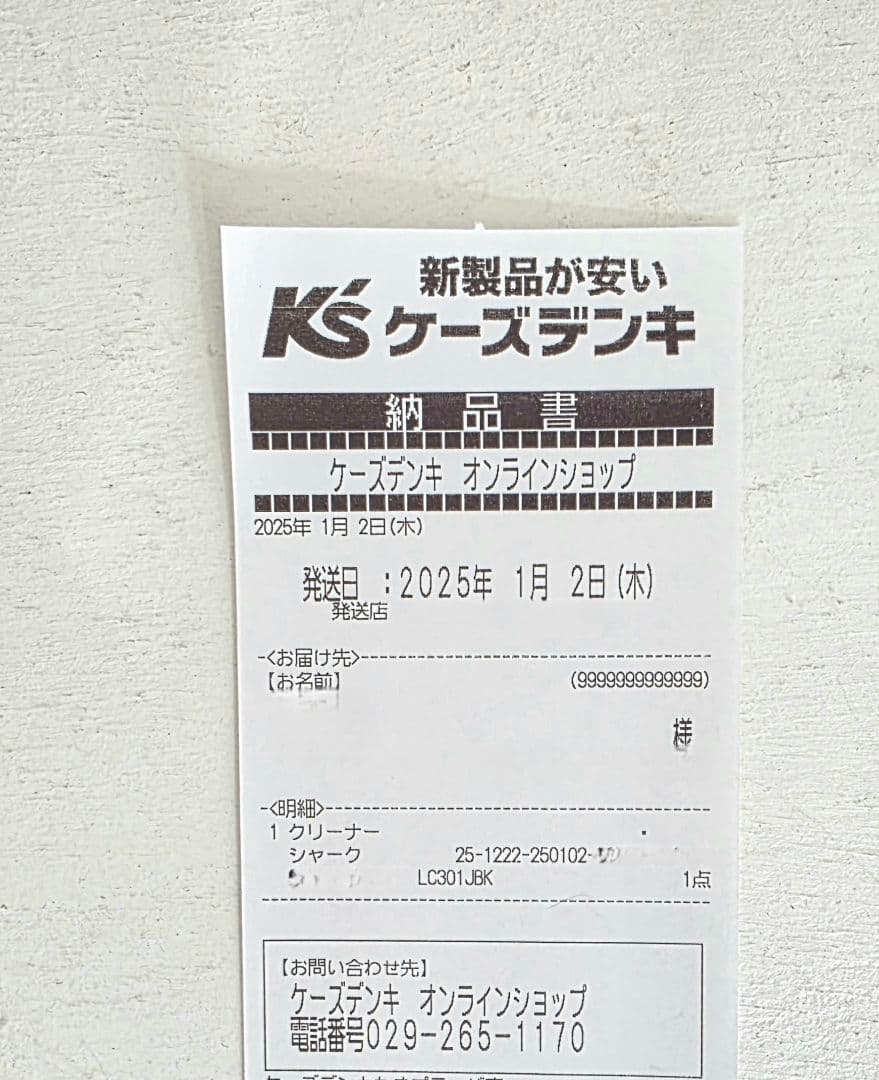 新製品が安い
K's ケーズデンキ
納品書
ケーズデンキ オンラインショップ
2025年 1月 2日(木)
発送日 :2025年 1月 2日(木)
発送店
-<お届け先>-
【お名前】 (9999999999999)
様
-<明細>-
1 クリーナー
シャーク 25-1222-250102-
LC301JBK 1点
【お問い合わせ先】
ケーズデンキ オンラインショップ
電話番号029-265-1170